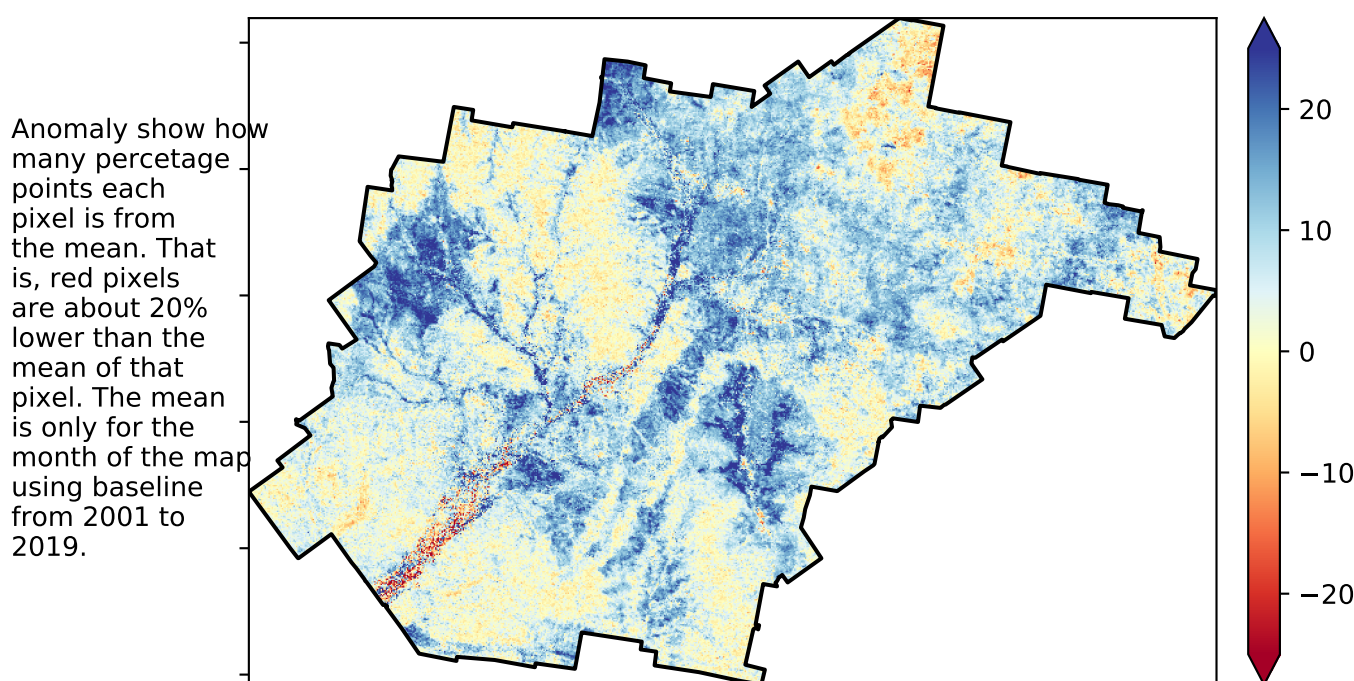 Anomaly show how
many percetage
points each
pixel is from
the mean. That
is, red pixels
are about 20%
lower than the
mean of that
pixel. The mean
is only for the
month of the map
using baseline
from 2001 to
2019.
20
10
0
−10
−20